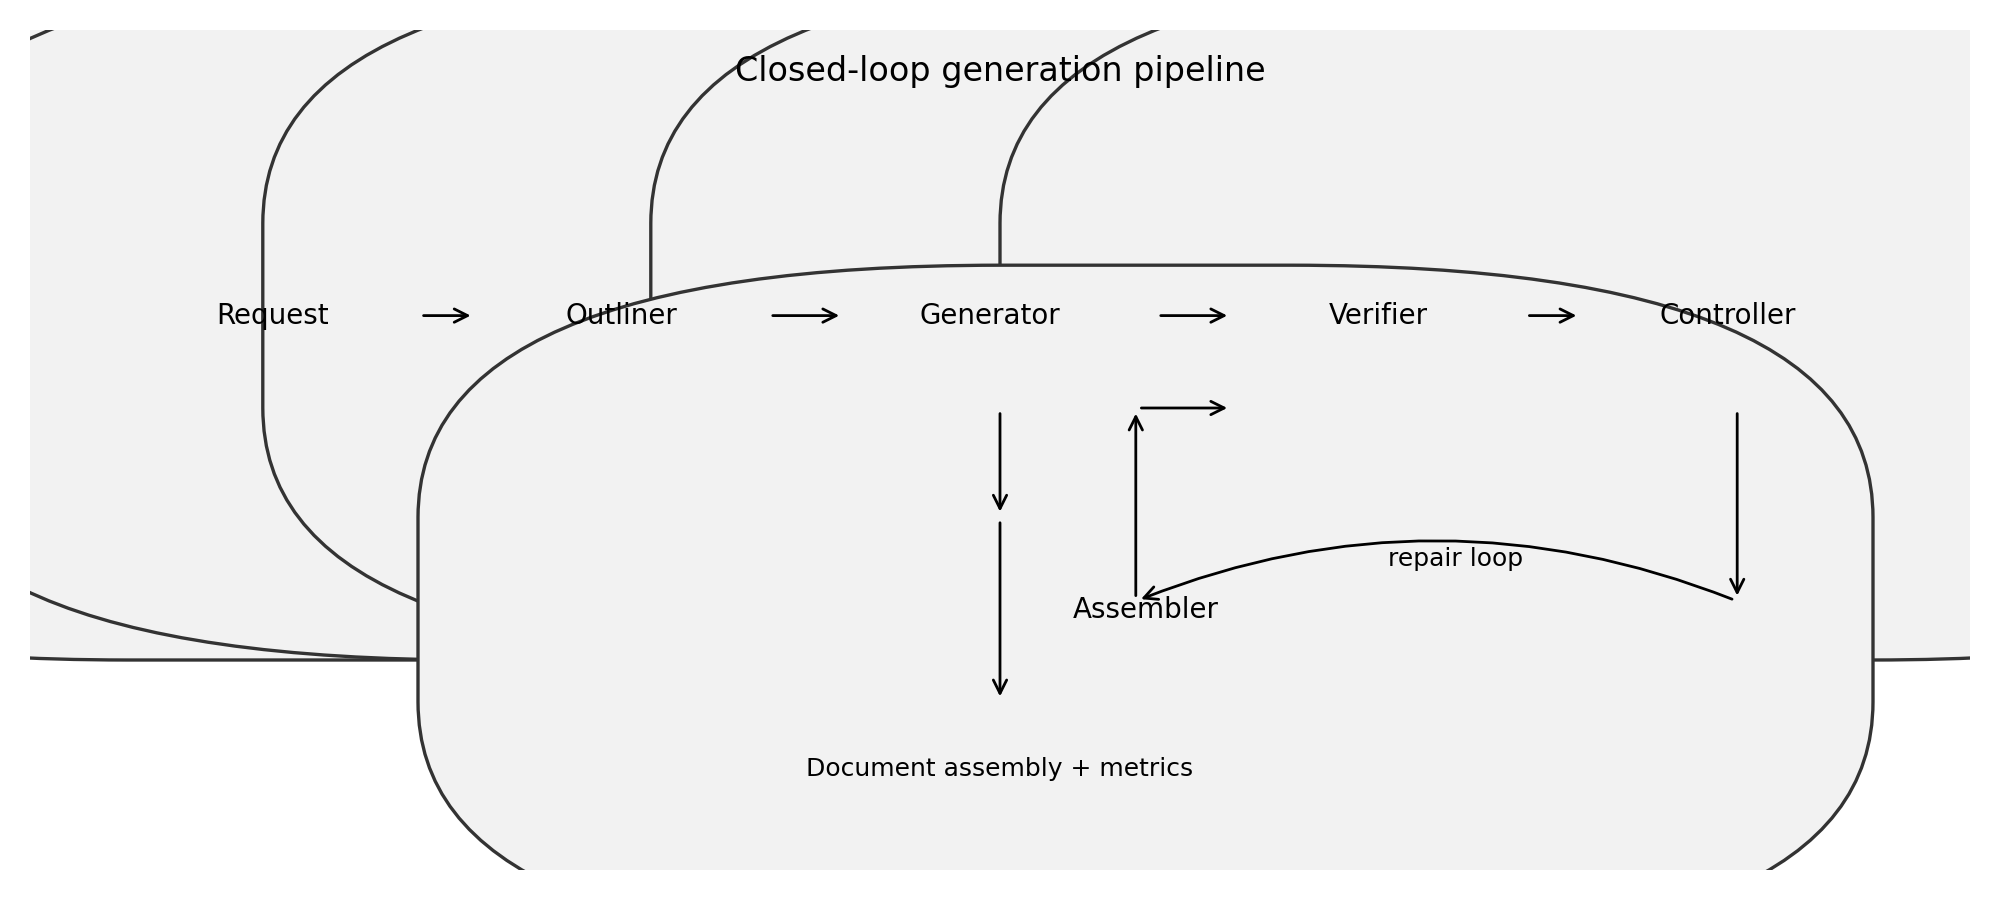 Closed-loop generation pipeline
Request
Outliner
Generator
Verifier
Controller
repair loop
Assembler
Document assembly + metrics